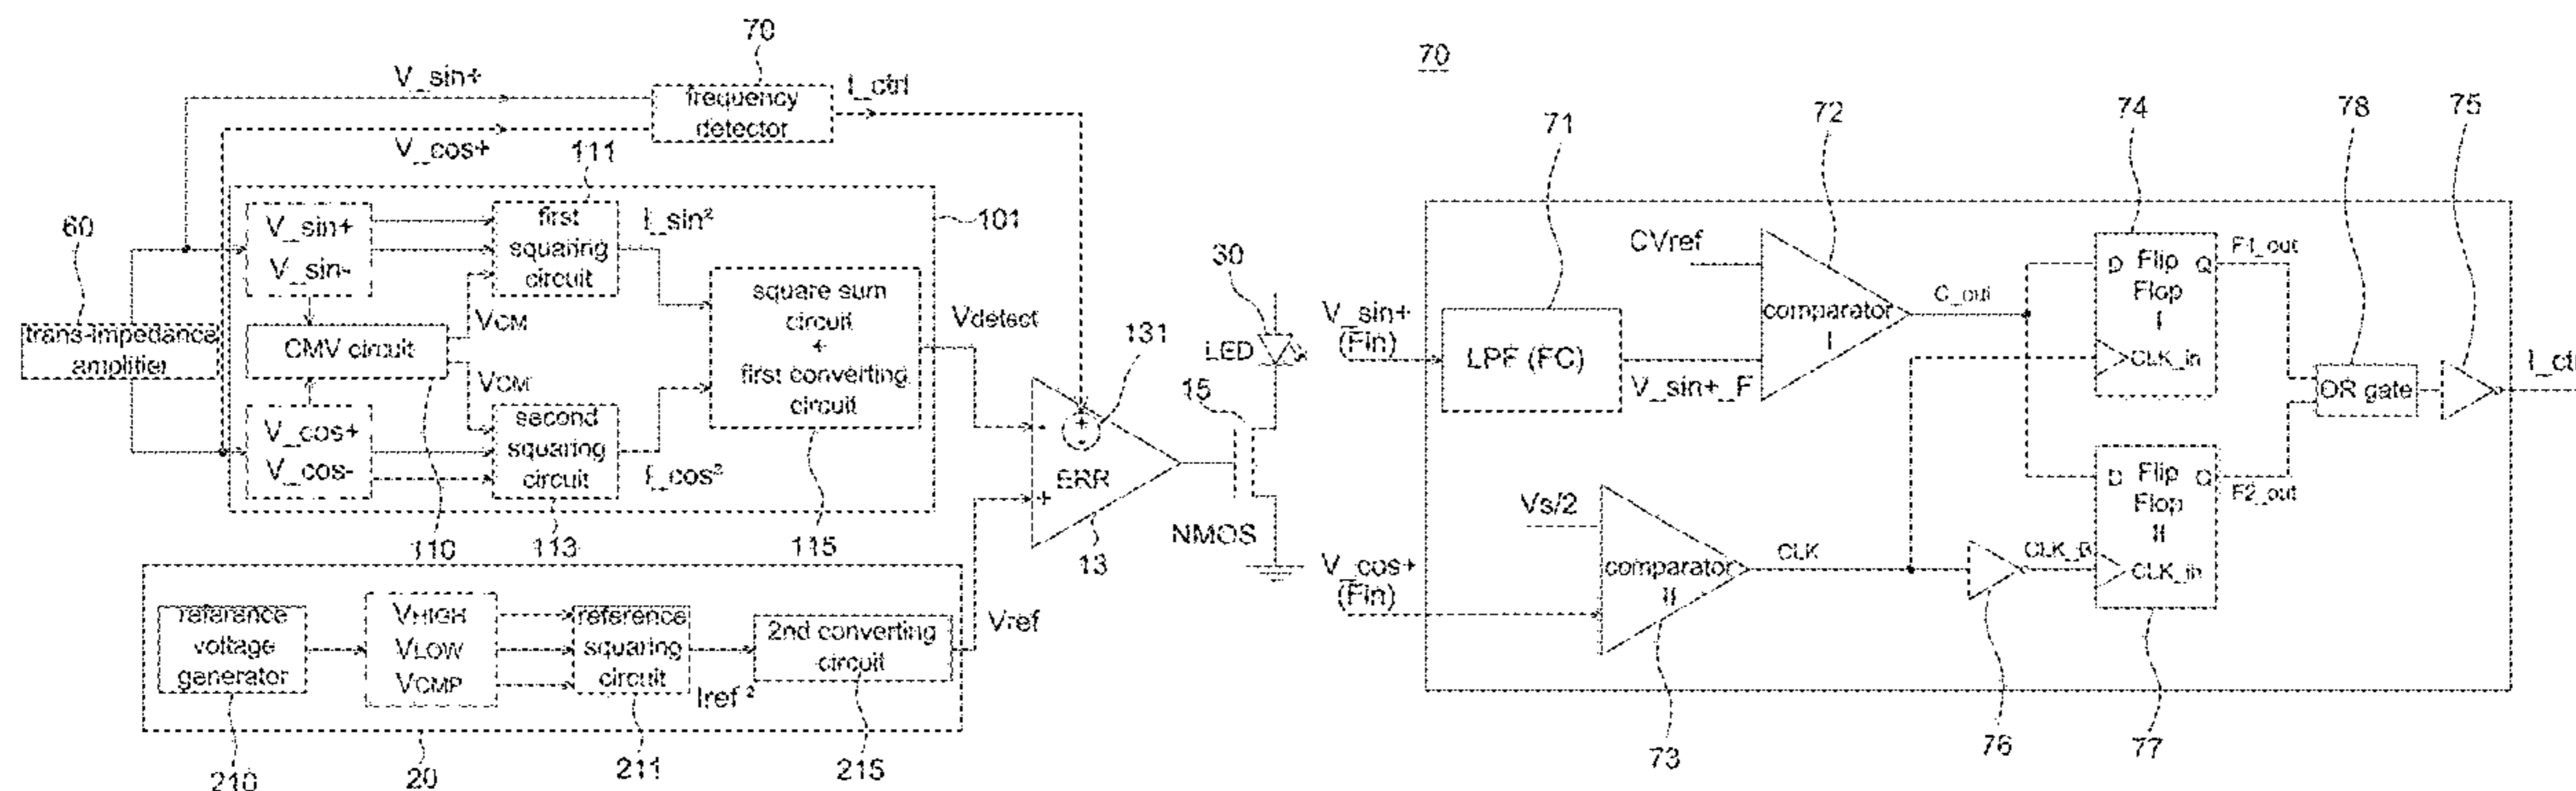 70
V_sin+
frequency
detector
I_ctrl
V_cos+
111
60
V_sin+
V_sin-
first
squaring
circuit
I_sin²
101
trans-impedance
amplifier
CMV circuit
VCM
VCM
square sum
circuit
+
first converting
circuit
Vdetect
131
V_cos+
V_cos-
second
squaring
circuit
I_cos²
-
+
-
ERR
+
110
113
115
13
30
LED
15
NMOS
reference
voltage
generator
VHIGH
VLOW
VCMP
reference
squaring
circuit
Iref ²
2nd converting
circuit
Vref
210
20
211
215
70
71
72
74
78
75
CVref
V_sin+
(Fin)
LPF (FC)
V_sin+_F
comparator
I
C_out
D
Flip
Flop
I
Q
CLK_in
F1_out
OR gate
I_ctrl
Vs/2
V_cos+
(Fin)
comparator
II
CLK
CLK_B
D
Flip
Flop
II
Q
CLK_in
F2_out
73
76
77